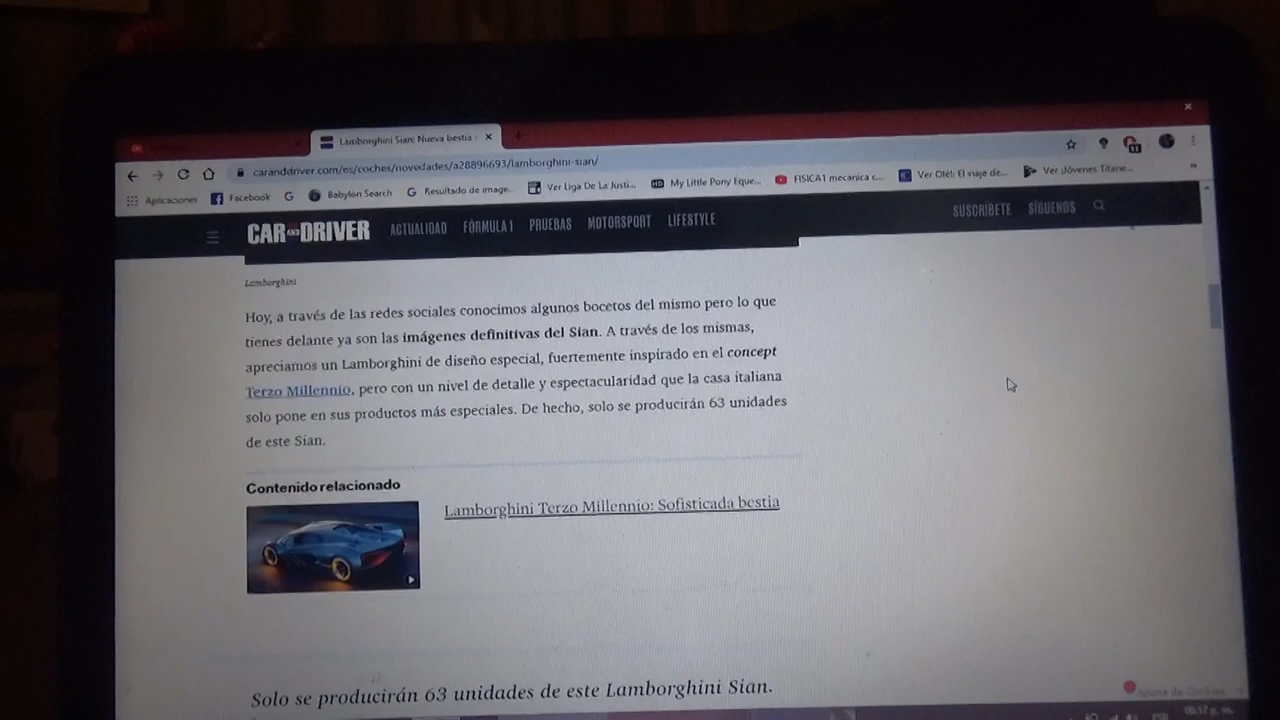 Lamborghini Sian: Nueva bestia
caranddriver.com/es/coches/novedades/a28896693/lamborghini-sian/
Aplicaciones Facebook Babylon Search Resultado de image... Ver Liga De La Justi... My Little Pony Eque... FISICA1 mecanica c... Ver Olé!: El viaje de... Ver Jóvenes Titane...
CAR AND DRIVER ACTUALIDAD FÓRMULA 1 PRUEBAS MOTORSPORT LIFESTYLE SUSCRÍBETE SÍGUENOS
Lamborghini
Hoy, a través de las redes sociales conocimos algunos bocetos del mismo pero lo que
tienes delante ya son las imágenes definitivas del Sian. A través de los mismas,
apreciamos un Lamborghini de diseño especial, fuertemente inspirado en el concept
Terzo Millennio, pero con un nivel de detalle y espectacularidad que la casa italiana
solo pone en sus productos más especiales. De hecho, solo se producirán 63 unidades
de este Sian.
Contenido relacionado
Lamborghini Terzo Millennio: Sofisticada bestia
Solo se producirán 63 unidades de este Lamborghini Sian.